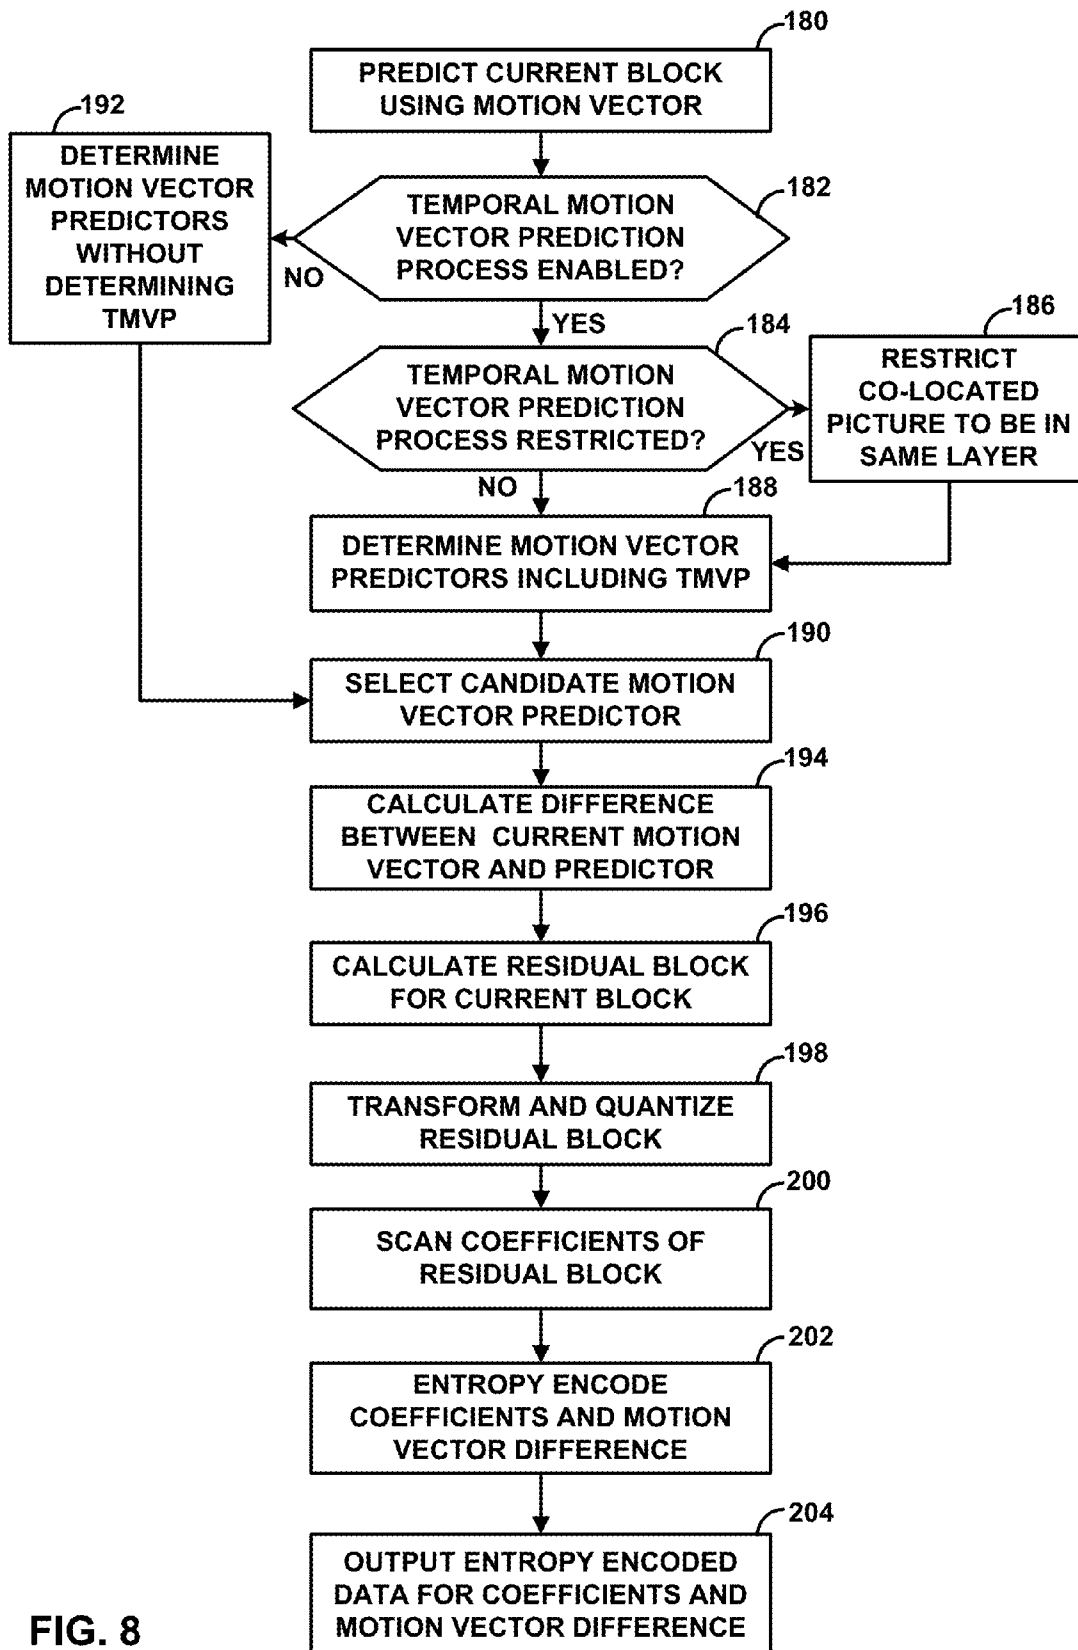 180
PREDICT CURRENT BLOCK
USING MOTION VECTOR
192
DETERMINE
MOTION VECTOR
PREDICTORS
WITHOUT
DETERMINING
TMVP
182
TEMPORAL MOTION
VECTOR PREDICTION
PROCESS ENABLED?
NO
YES
184
TEMPORAL MOTION
VECTOR PREDICTION
PROCESS RESTRICTED?
YES
NO
186
RESTRICT
CO-LOCATED
PICTURE TO BE IN
SAME LAYER
188
DETERMINE MOTION VECTOR
PREDICTORS INCLUDING TMVP
190
SELECT CANDIDATE MOTION
VECTOR PREDICTOR
194
CALCULATE DIFFERENCE
BETWEEN CURRENT MOTION
VECTOR AND PREDICTOR
196
CALCULATE RESIDUAL BLOCK
FOR CURRENT BLOCK
198
TRANSFORM AND QUANTIZE
RESIDUAL BLOCK
200
SCAN COEFFICIENTS OF
RESIDUAL BLOCK
202
ENTROPY ENCODE
COEFFICIENTS AND MOTION
VECTOR DIFFERENCE
204
OUTPUT ENTROPY ENCODED
DATA FOR COEFFICIENTS AND
MOTION VECTOR DIFFERENCE
FIG. 8